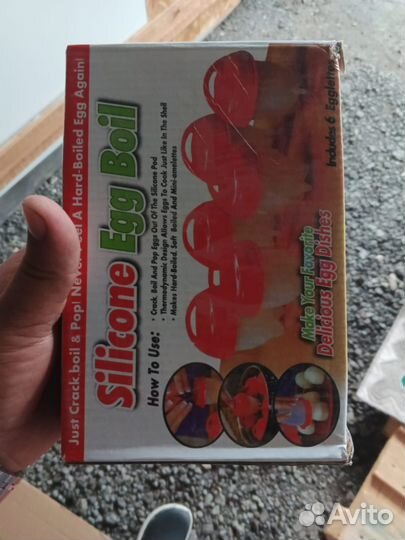 Just Crack.boil & Pop! Never a Hard-Boiled Egg Again!
Silicone Egg Boil
• Crack, Boil And Pop Eggs Out Of The Silicone Pod
• Thermodynamic Design Allows Eggs To Cook Just Like In The Shell
• Makes Hard-Boiled, Soft Boiled And Mini-omelettes
How To Use:
Make Your Favorite
Delicious Egg Dishes
Includes 6
Avito